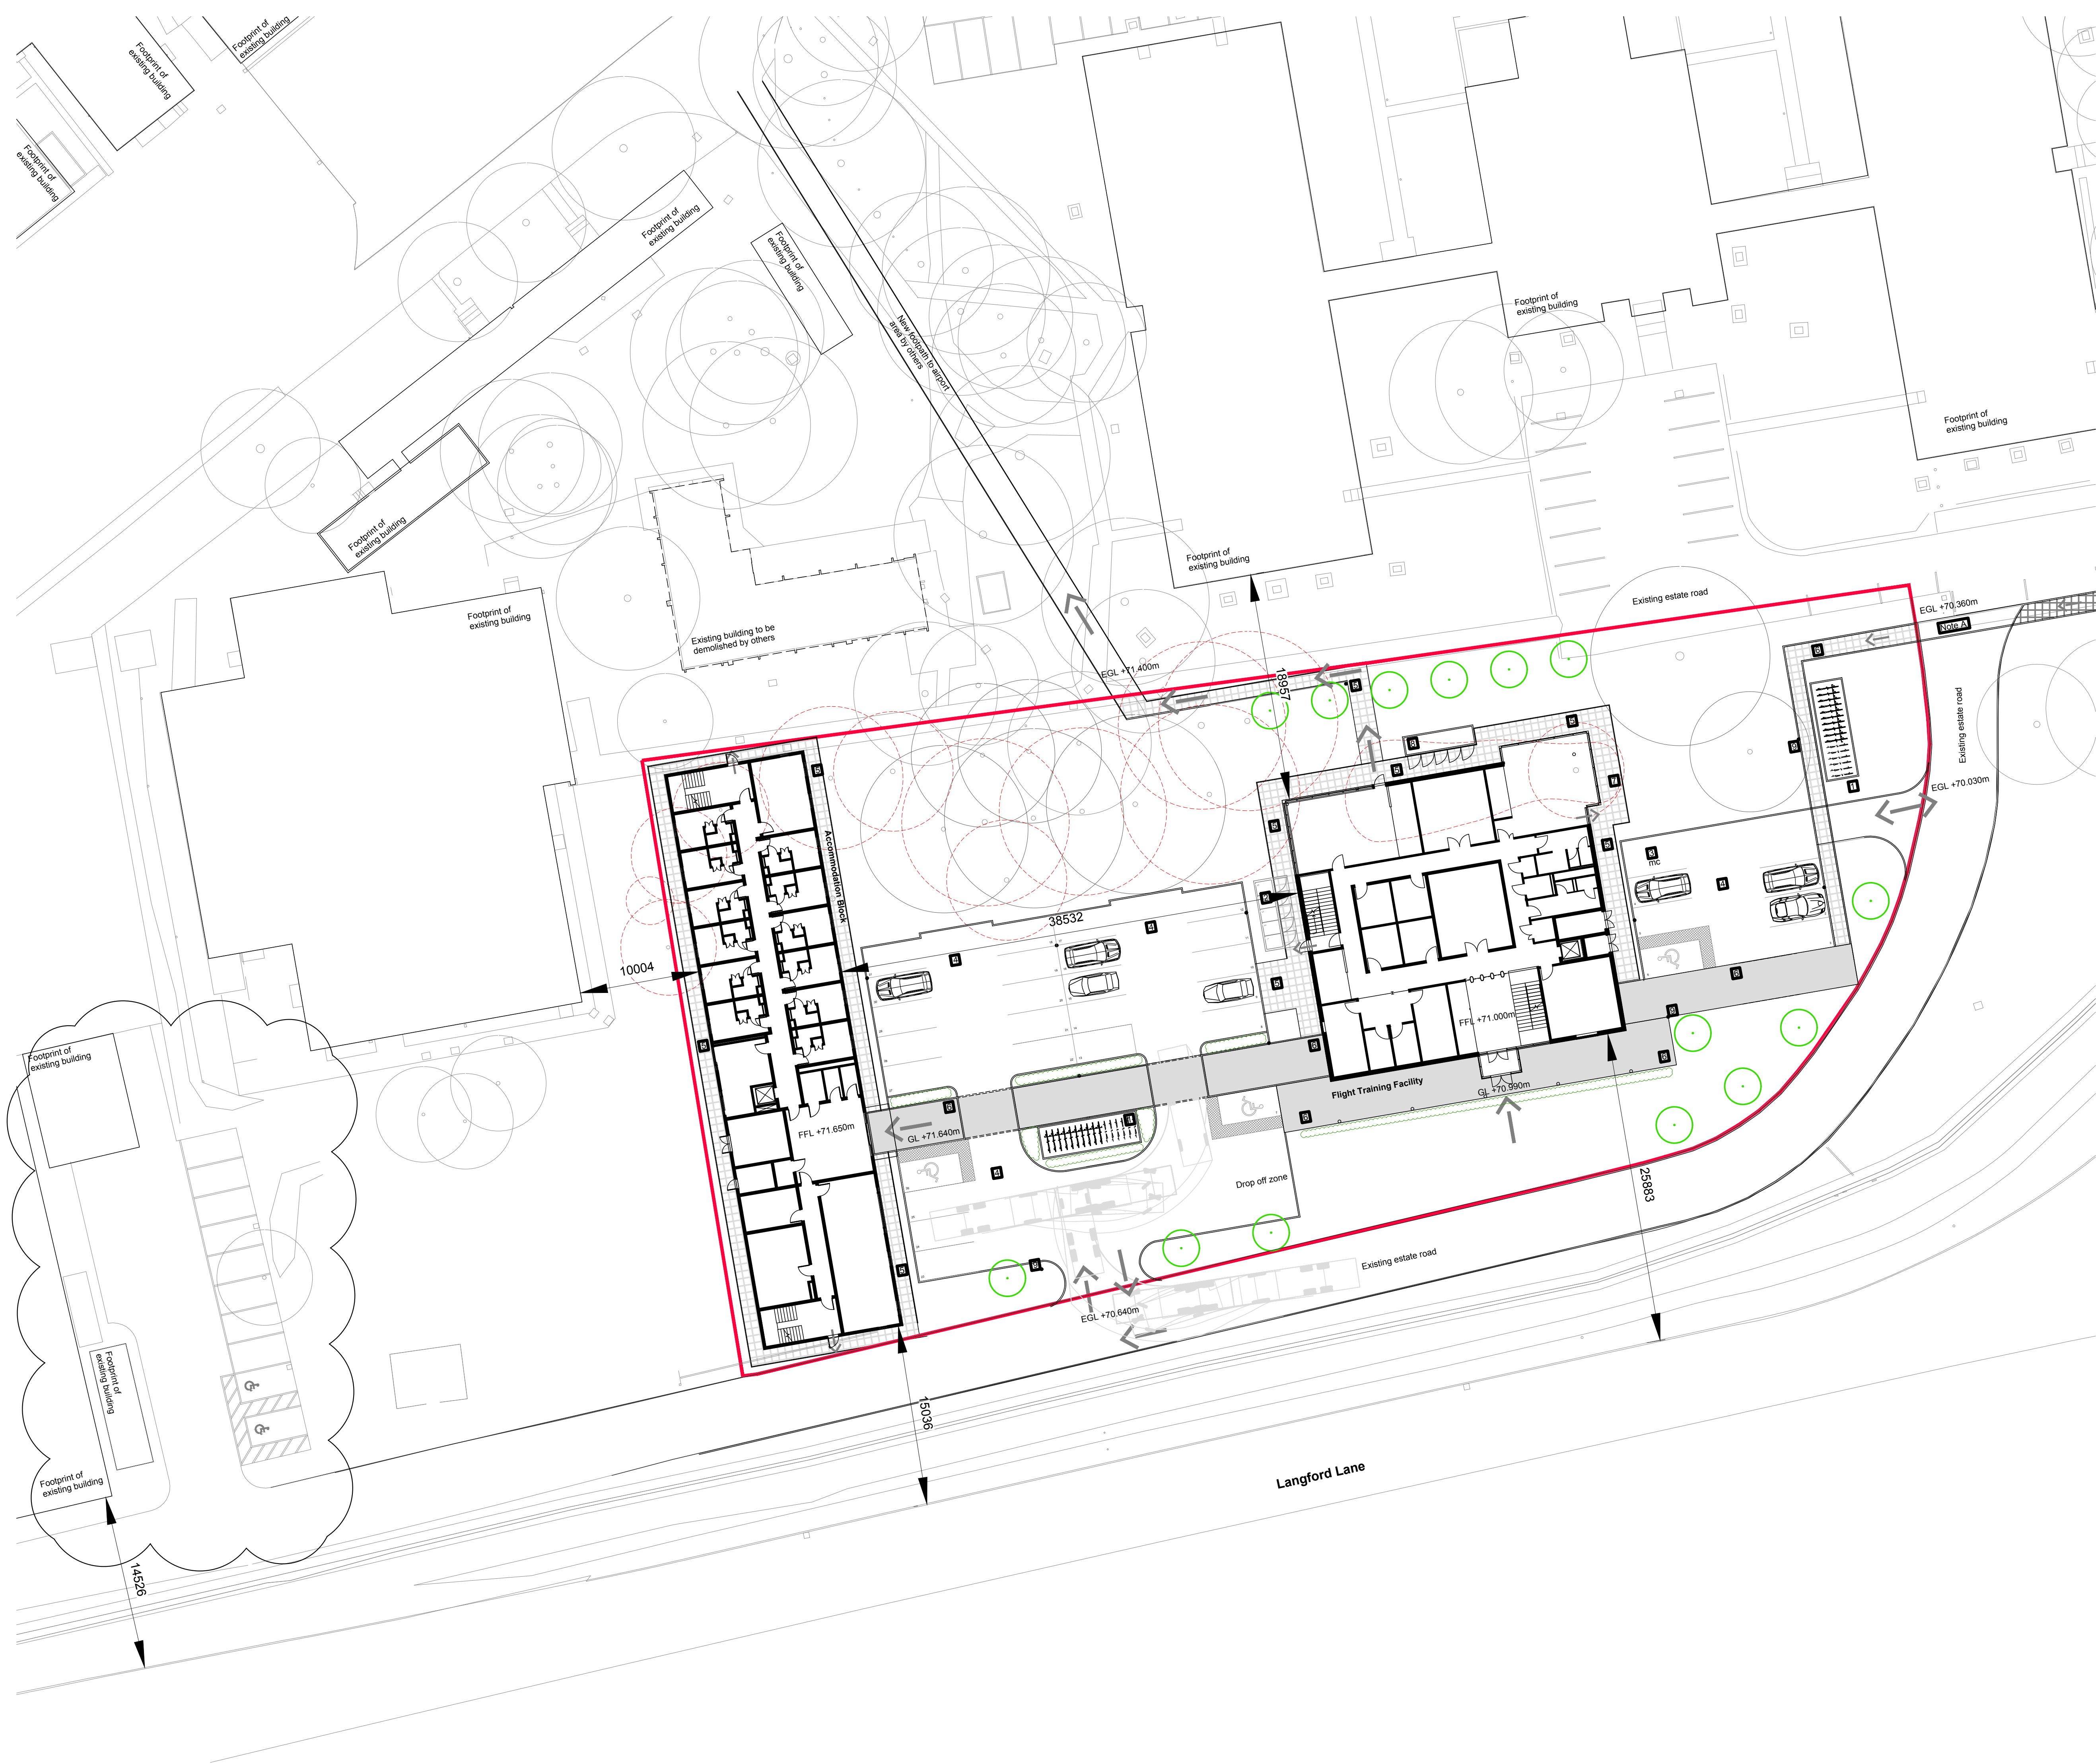 Footprint of
existing building
Footprint of
existing building
Footprint of
existing building
Footprint of
existing building
Footprint of
existing building
New footpath to airport
area by others
Footprint of
existing building
Footprint of
existing building
Footprint of
existing building
Footprint of
existing building
Footprint of
existing building
Existing building to be
demolished by others
Existing estate road
EGL +70.360m
Note A
EGL +71.400m
18957
Existing estate road
EGL +70.030m
Accommodation Block
mc
38532
10004
FFL +71.000m
Footprint of
existing building
Flight Training Facility
GL +70.990m
FFL +71.650m
GL +71.640m
Drop off zone
25883
Existing estate road
EGL +70.640m
Footprint of
existing building
15036
Footprint of
existing building
Langford Lane
14526